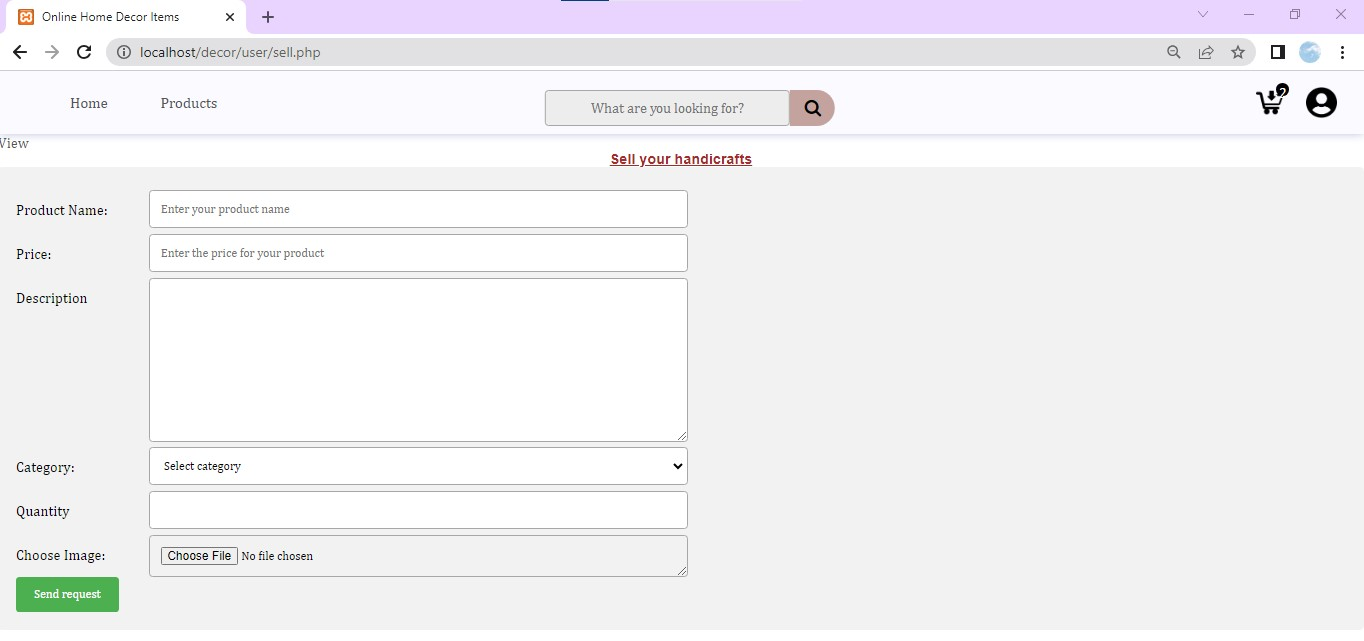 Online Home Decor Items
localhost/decor/user/sell.php
Home Products What are you looking for? 2
View
Sell your handicrafts
Product Name: Enter your product name
Price: Enter the price for your product
Description
Category: Select category
Quantity
Choose Image: Choose File No file chosen
Send request